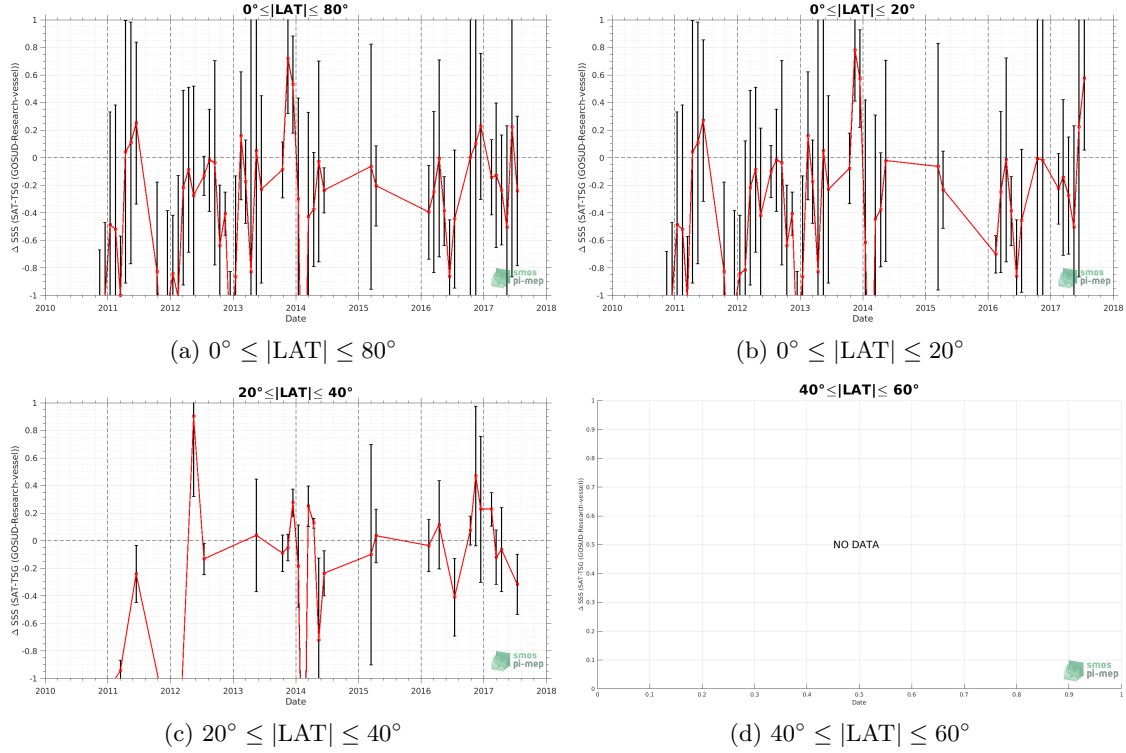 0°≤|LAT|≤ 80°
Δ SSS (SAT-TSG (GOSUD-Research-vessel))
1
0.8
0.6
0.4
0.2
0
-0.2
-0.4
-0.6
-0.8
-1
2010 2011 2012 2013 2014 2015 2016 2017 2018
Date
smos
pi-mep
(a) 0° ≤ |LAT| ≤ 80°
0°≤|LAT|≤ 20°
Δ SSS (SAT-TSG (GOSUD-Research-vessel))
1
0.8
0.6
0.4
0.2
0
-0.2
-0.4
-0.6
-0.8
-1
2010 2011 2012 2013 2014 2015 2016 2017 2018
Date
smos
pi-mep
(b) 0° ≤ |LAT| ≤ 20°
20°≤|LAT|≤ 40°
Δ SSS (SAT-TSG (GOSUD-Research-vessel))
1
0.8
0.6
0.4
0.2
0
-0.2
-0.4
-0.6
-0.8
-1
2010 2011 2012 2013 2014 2015 2016 2017 2018
Date
smos
pi-mep
(c) 20° ≤ |LAT| ≤ 40°
40°≤|LAT|≤ 60°
Δ SSS (SAT-TSG (GOSUD-Research-vessel))
1
0.9
0.8
0.7
0.6
0.5
0.4
0.3
0.2
0.1
0
NO DATA
0 0.1 0.2 0.3 0.4 0.5 0.6 0.7 0.8 0.9 1
Date
smos
pi-mep
(d) 40° ≤ |LAT| ≤ 60°